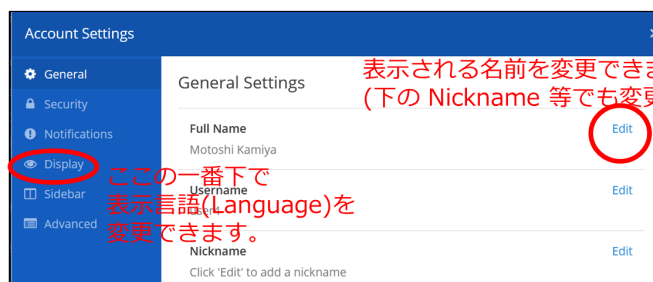 Account Settings
General
Security
Notifications
Display
Sidebar
Advanced
General Settings
表示される名前を変更できま
(下の Nickname 等でも変更
Full Name
Edit
Motoshi Kamiya
Username
Edit
ここの一番下で
表示言語(Language)を
変更できます。
Nickname
Edit
Click 'Edit' to add a nickname